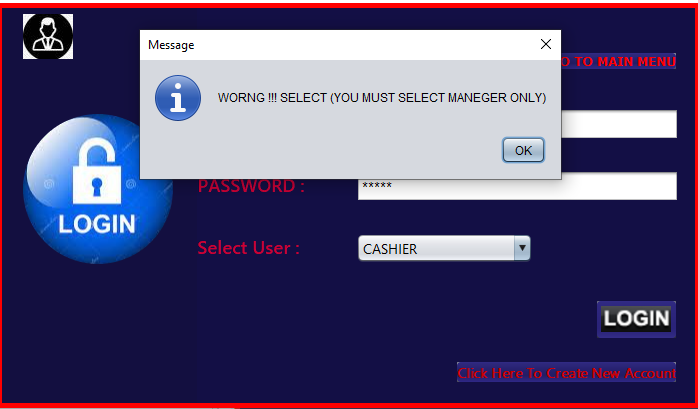 Message
O TO MAIN MENU
WORNG !!! SELECT (YOU MUST SELECT MANEGER ONLY)
OK
PASSWORD :
*****
LOGIN
Select User :
CASHIER
LOGIN
Click Here To Create New Account